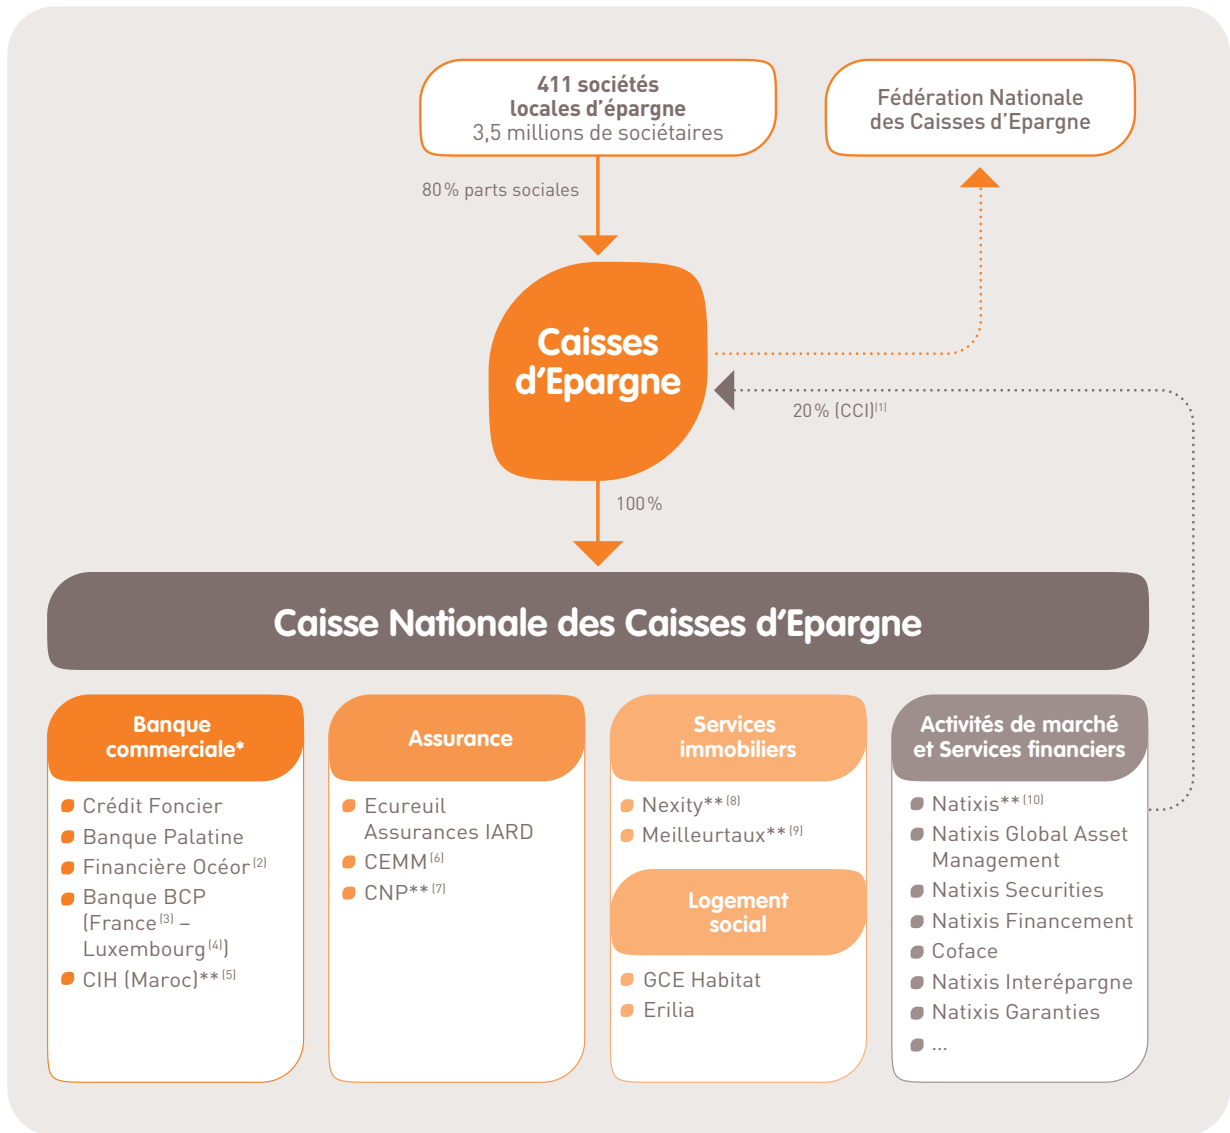 411 sociétés
locales d'épargne
3,5 millions de sociétaires
Fédération Nationale
des Caisses d'Epargne
80% parts sociales
Caisses
d'Epargne
20% (CCI)(1)
100%
Caisse Nationale des Caisses d'Epargne
Banque
commerciale*
Crédit Foncier
Banque Palatine
Financière Océor(2)
Banque BCP
(France(3) –
Luxembourg(4))
CIH (Maroc)**(5)
Assurance
Ecureuil
Assurances IARD
CEMM(6)
CNP**(7)
Services
immobiliers
Nexity**(8)
Meilleurtaux**(9)
Logement
social
GCE Habitat
Erilia
Activités de marché
et Services financiers
Natixis**(10)
Natixis Global Asset
Management
Natixis Securities
Natixis Financement
Coface
Natixis Interépargne
Natixis Garanties
...